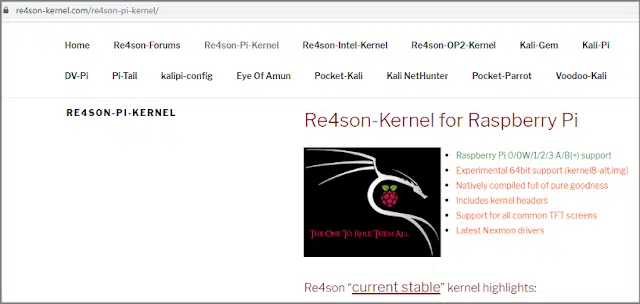 re4son-kernel.com/re4son-pi-kernel/
Home Re4son-Forums Re4son-Pi-Kernel Re4son-Intel-Kernel Re4son-OP2-Kernel Kali-Gem Kali-Pi
DV-Pi Pi-Tail kalipi-config Eye Of Amun Pocket-Kali Kali NetHunter Pocket-Parrot Voodoo-Kali
RE4SON-PI-KERNEL
Re4son-Kernel for Raspberry Pi
THE ONE TO RULE THEM ALL
Raspberry Pi 0/0W/1/2/3 A/B(+) support
Experimental 64bit support (kernel8-alt.img)
Natively compiled full of pure goodness
Includes kernel headers
Support for all common TFT screens
Latest Nexmon drivers
Re4son “current stable” kernel highlights: